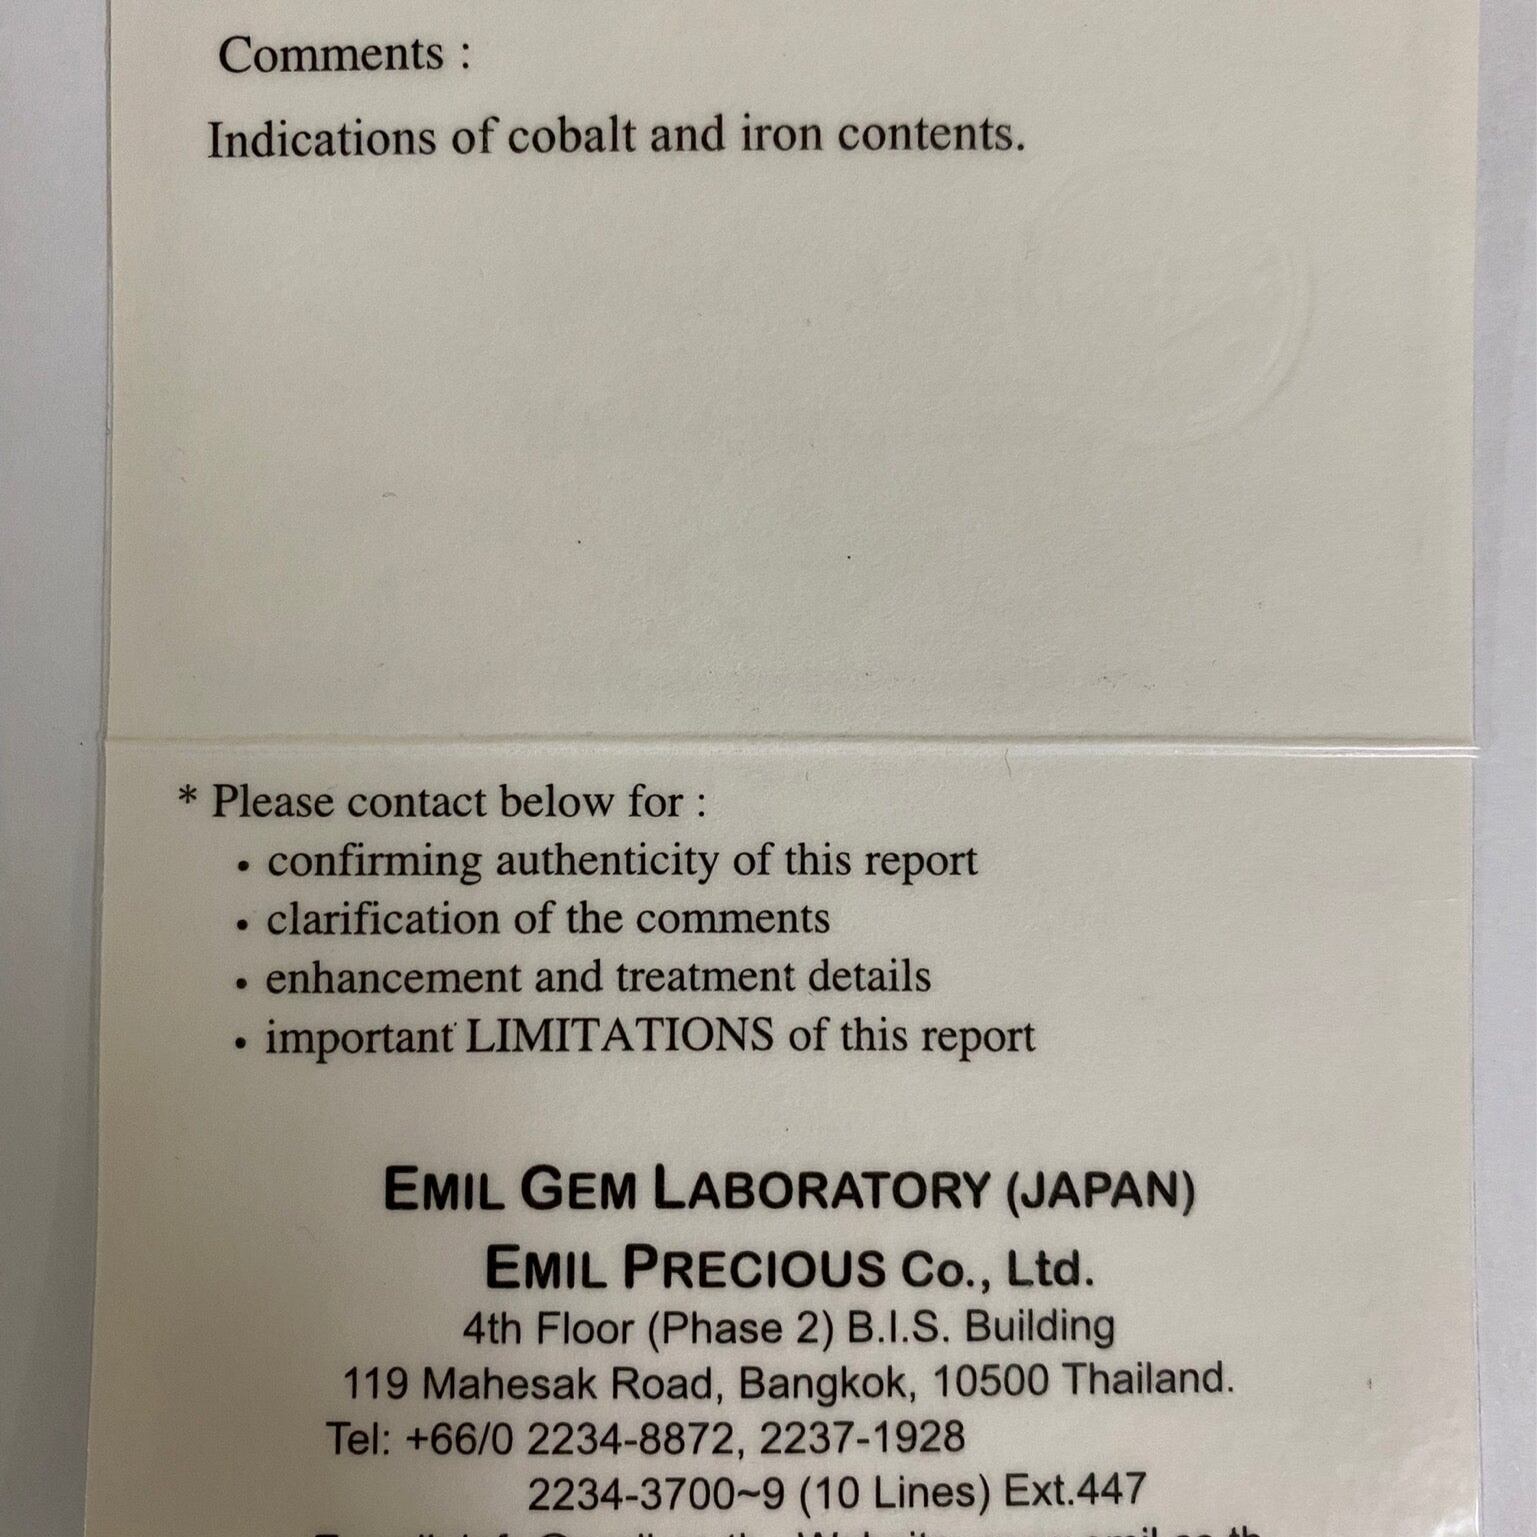 Comments :
Indications of cobalt and iron contents.
* Please contact below for :
• confirming authenticity of this report
• clarification of the comments
• enhancement and treatment details
• important LIMITATIONS of this report
EMIL GEM LABORATORY (JAPAN)
EMIL PRECIOUS Co., Ltd.
4th Floor (Phase 2) B.I.S. Building
119 Mahesak Road, Bangkok, 10500 Thailand.
Tel: +66/0 2234-8872, 2237-1928
2234-3700~9 (10 Lines) Ext.447